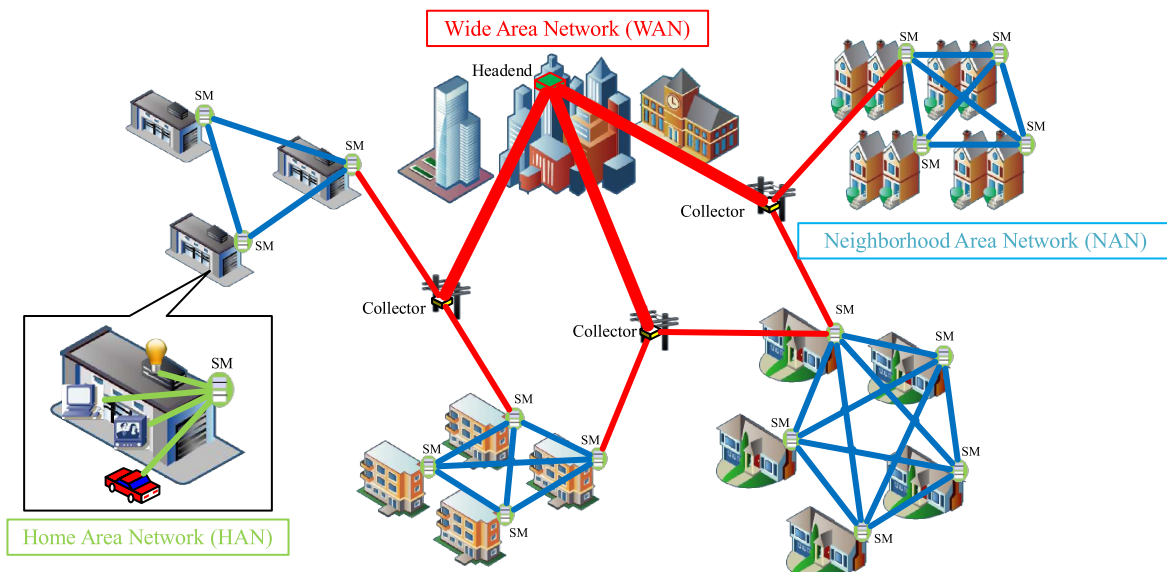 Wide Area Network (WAN)
SM
SM
Headend
SM
SM
SM
SM
SM
Collector
SM
Neighborhood Area Network (NAN)
Collector
SM
Collector
SM
SM
SM
SM
SM
SM
SM
SM
SM
Home Area Network (HAN)
SM